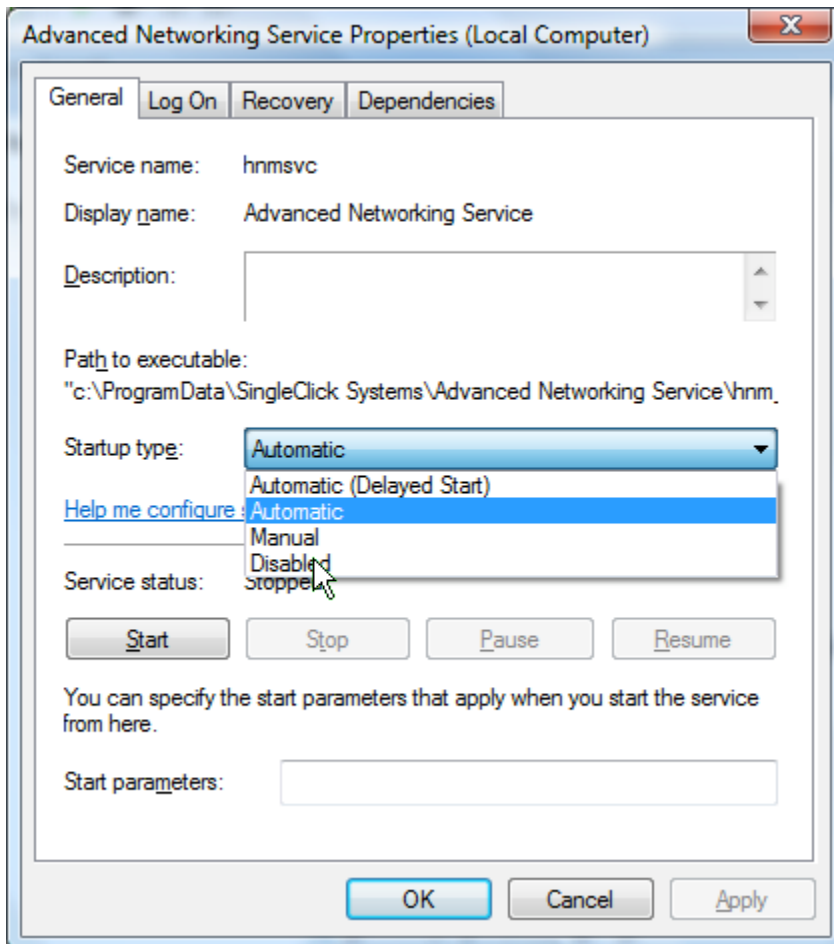 Advanced Networking Service Properties (Local Computer)
General Log On Recovery Dependencies
Service name: hnmsvc
Display name: Advanced Networking Service
Description:
Path to executable:
"c:\ProgramData\SingleClick Systems\Advanced Networking Service\hnm_
Startup type: Automatic
Automatic (Delayed Start)
Help me configure s Automatic
Manual
Disabled
Service status: Stopped
Start Stop Pause Resume
You can specify the start parameters that apply when you start the service
from here.
Start parameters:
OK Cancel Apply